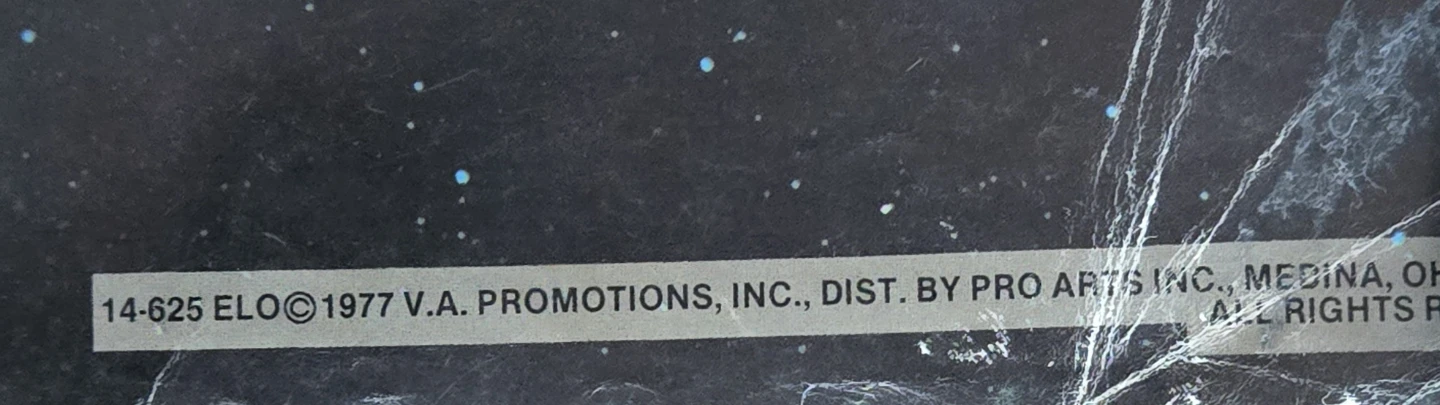 14-625 ELO©1977 V.A. PROMOTIONS, INC., DIST. BY PRO ARTS INC., MEDINA, OH
ALL RIGHTS R